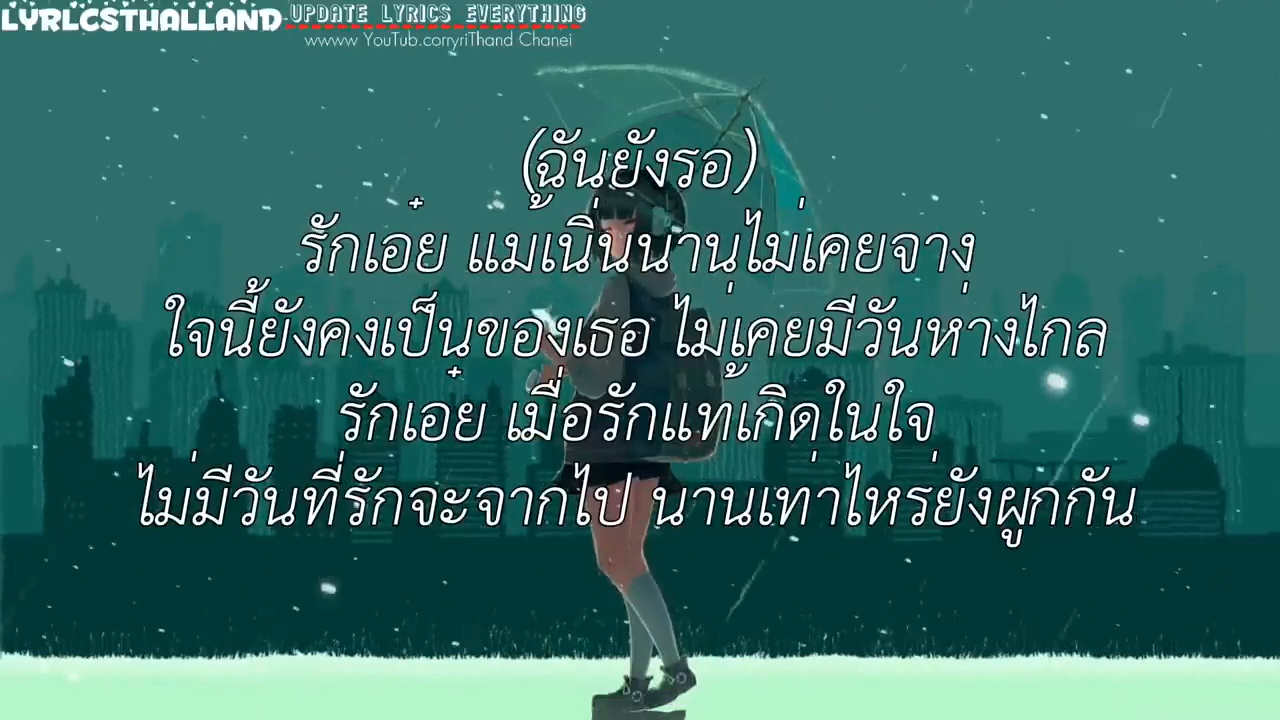 LYRLCSTHALLAND
UPDATE LYRICS EVERYTHING
wwww YouTub.corryriThand Chanei
(ฉันยังรอ)
รักเอ๋ย แม้เนิ่นนานไม่เคยจาง
ใจนี้ยังคงเป็นของเธอ ไม่เคยมีวันห่างไกล
รักเอ๋ย เมื่อรักแท้เกิดในใจ
ไม่มีวันที่รักจะจากไป นานเท่าไหร่ยังผูกกัน